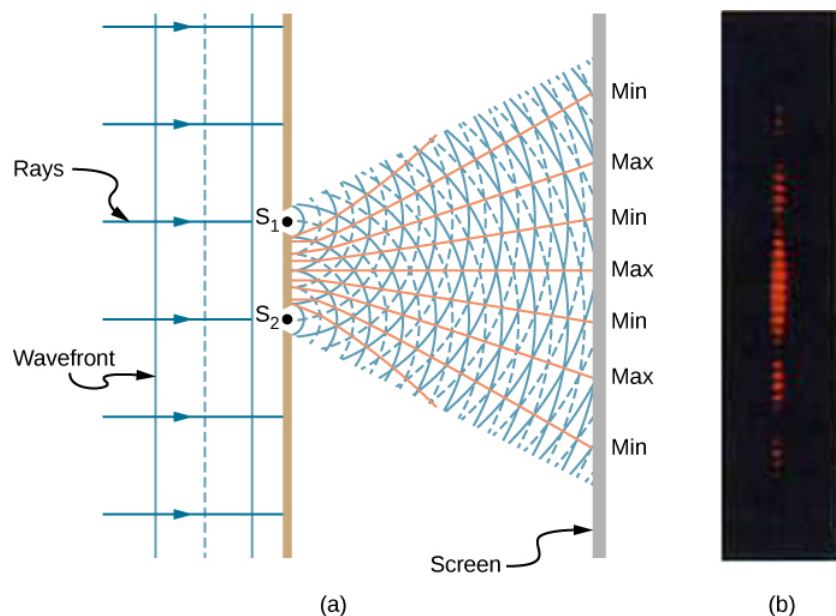 Rays
S1
S2
Wavefront
Min
Max
Min
Max
Min
Max
Min
Screen
(a)
(b)